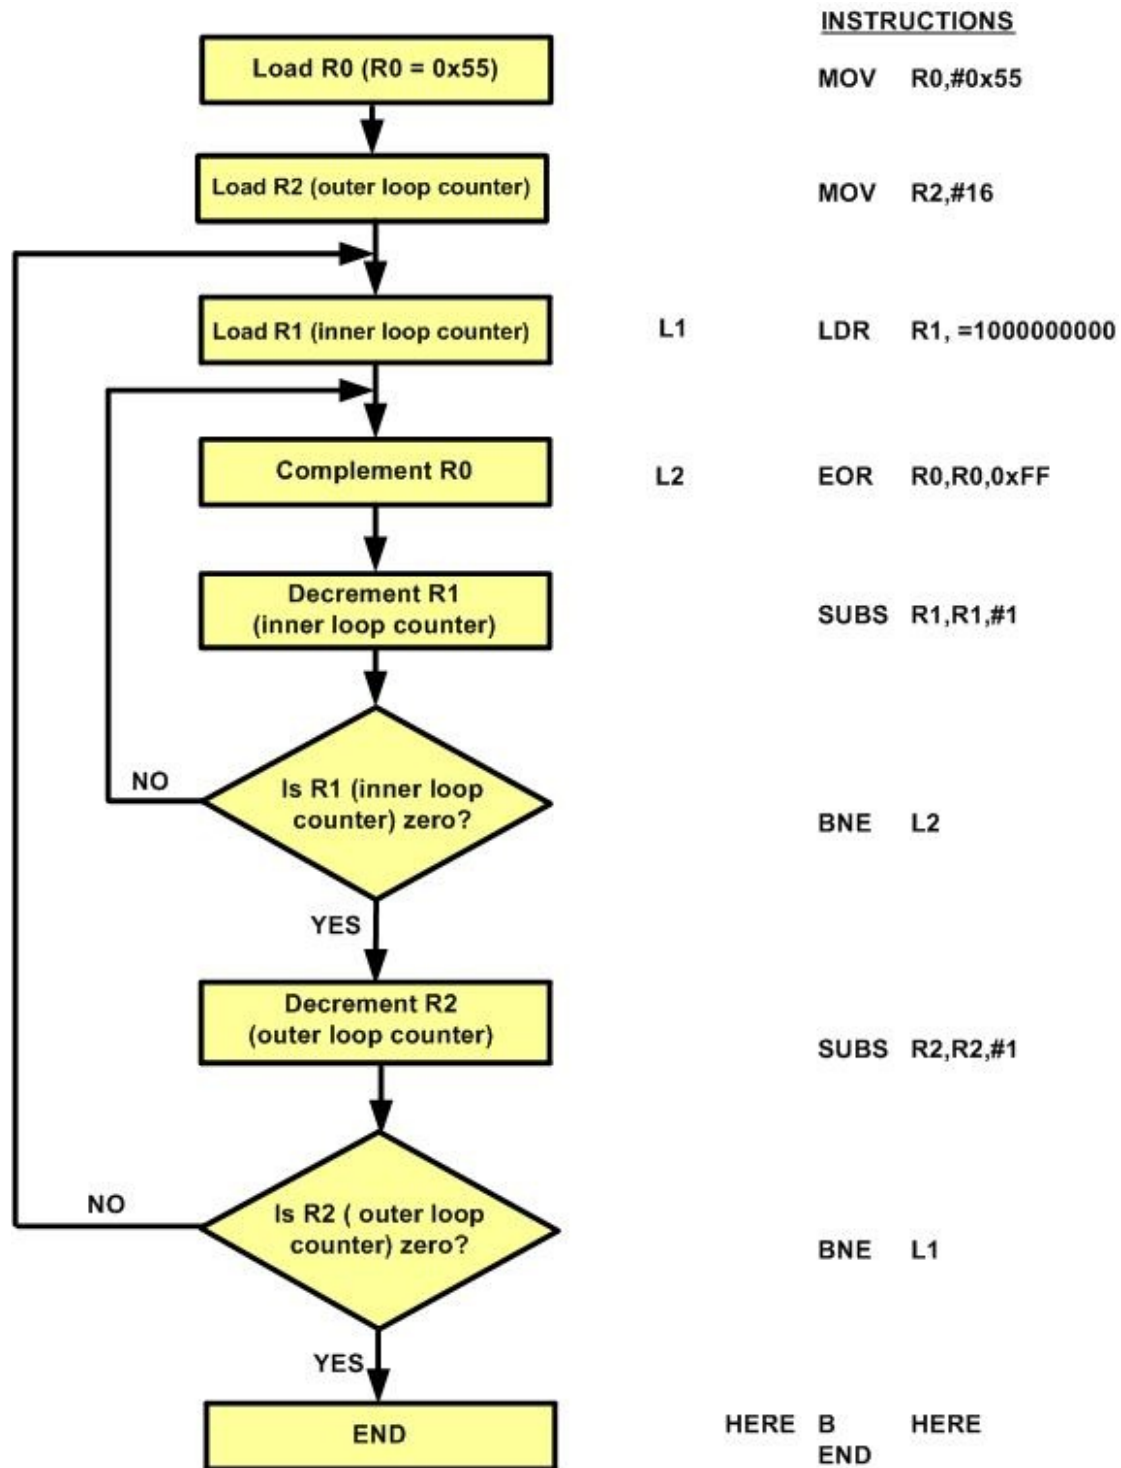 INSTRUCTIONS
Load R0 (R0 = 0x55)
MOV R0,#0x55
Load R2 (outer loop counter)
MOV R2,#16
Load R1 (inner loop counter)
L1 LDR R1, =1000000000
Complement R0
L2 EOR R0,R0,0xFF
Decrement R1
(inner loop counter)
SUBS R1,R1,#1
NO
Is R1 (inner loop
counter) zero?
BNE L2
YES
Decrement R2
(outer loop counter)
SUBS R2,R2,#1
NO
Is R2 ( outer loop
counter) zero?
BNE L1
YES
END
HERE B HERE
END